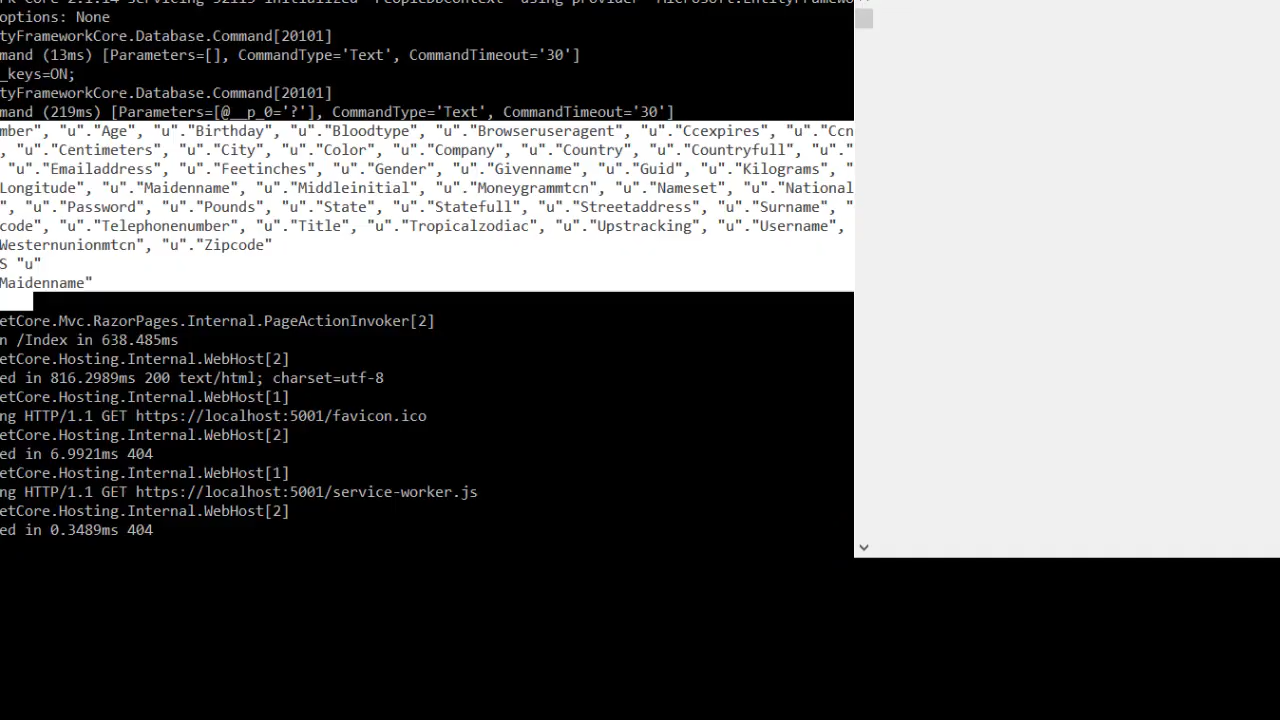 options: None
tyFrameworkCore.Database.Command[20101]
mand (13ms) [Parameters=[], CommandType='Text', CommandTimeout='30']
_keys=ON;
tyFrameworkCore.Database.Command[20101]
mand (219ms) [Parameters=[@__p_0='?'], CommandType='Text', CommandTimeout='30']
mber", "u"."Age", "u"."Birthday", "u"."Bloodtype", "u"."Browseruseragent", "u"."Ccexpires", "u"."Ccn
, "u"."Centimeters", "u"."City", "u"."Color", "u"."Company", "u"."Country", "u"."Countryfull", "u"."
"u"."Emailaddress", "u"."Feetinches", "u"."Gender", "u"."Givenname", "u"."Guid", "u"."Kilograms", "
Longitude", "u"."Maidenname", "u"."Middleinitial", "u"."Moneygrammtcn", "u"."Nameset", "u"."National
", "u"."Password", "u"."Pounds", "u"."State", "u"."Statefull", "u"."Streetaddress", "u"."Surname", "
code", "u"."Telephonenumber", "u"."Title", "u"."Tropicalzodiac", "u"."Upstracking", "u"."Username",
Westernunionmtcn", "u"."Zipcode"
S "u"
Maidenname"
etCore.Mvc.RazorPages.Internal.PageActionInvoker[2]
n /Index in 638.485ms
etCore.Hosting.Internal.WebHost[2]
ed in 816.2989ms 200 text/html; charset=utf-8
etCore.Hosting.Internal.WebHost[1]
ng HTTP/1.1 GET https://localhost:5001/favicon.ico
etCore.Hosting.Internal.WebHost[2]
ed in 6.9921ms 404
etCore.Hosting.Internal.WebHost[1]
ng HTTP/1.1 GET https://localhost:5001/service-worker.js
etCore.Hosting.Internal.WebHost[2]
ed in 0.3489ms 404